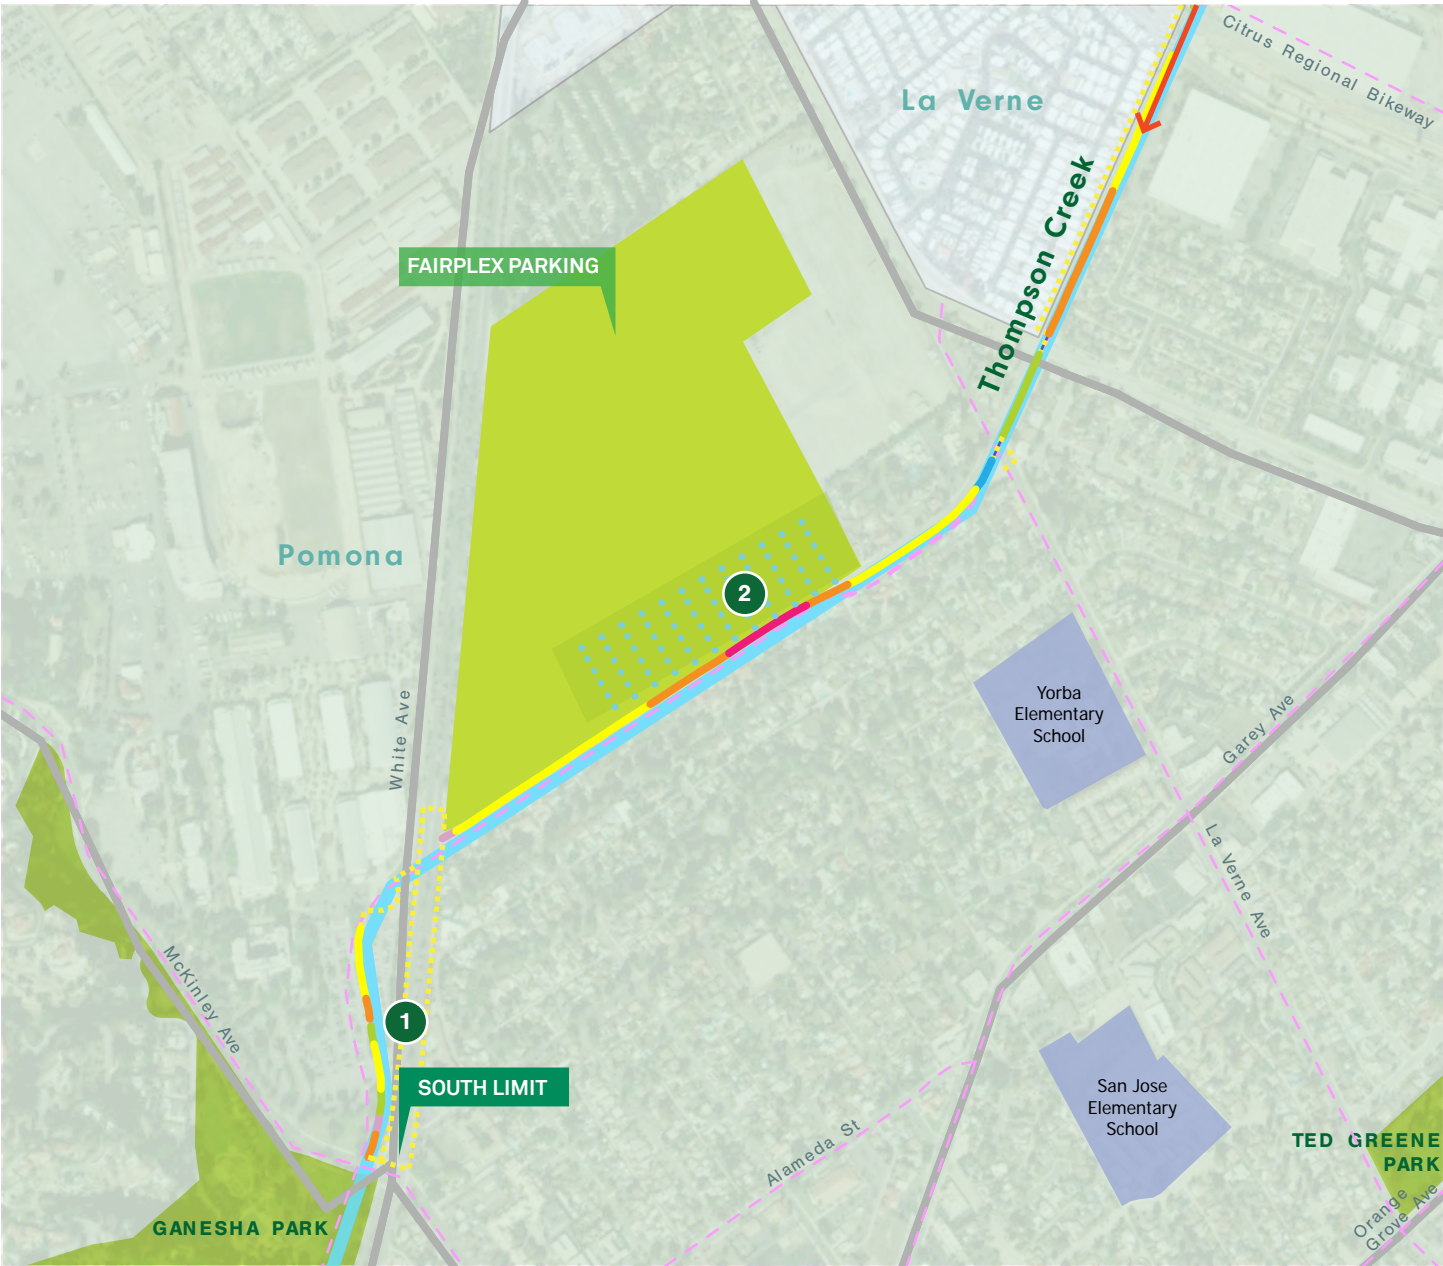 Citrus Regional Bikeway
La Verne
Thompson Creek
FAIRPLEX PARKING
Pomona
2
White Ave
Yorba
Elementary
School
Garey Ave
La Verne Ave
McKinley Ave
1
SOUTH LIMIT
San Jose
Elementary
School
Alameda St
TED GREENE
PARK
Orange
Grove Ave
GANESHA PARK